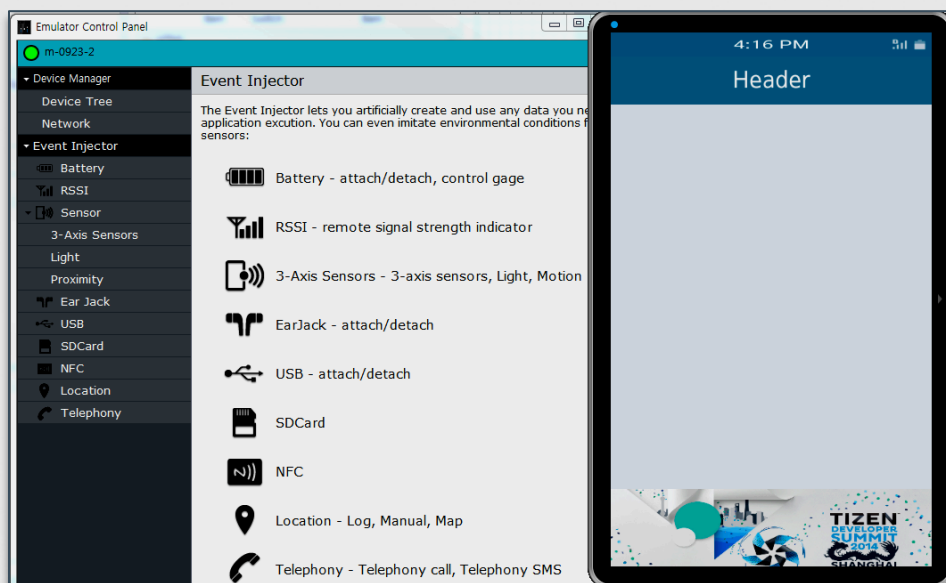 Emulator Control Panel
m-0923-2
Device Manager
Device Tree
Network
Event Injector
Battery
RSSI
Sensor
3-Axis Sensors
Light
Proximity
Ear Jack
USB
SDCard
NFC
Location
Telephony
Event Injector
The Event Injector lets you artificially create and use any data you ne
application excution. You can even imitate environmental conditions f
sensors:
Battery - attach/detach, control gage
RSSI - remote signal strength indicator
3-Axis Sensors - 3-axis sensors, Light, Motion
EarJack - attach/detach
USB - attach/detach
SDCard
NFC
Location - Log, Manual, Map
Telephony - Telephony call, Telephony SMS
4:16 PM
Header
TIZEN
DEVELOPER
SUMMIT
2014
SHANGHAI